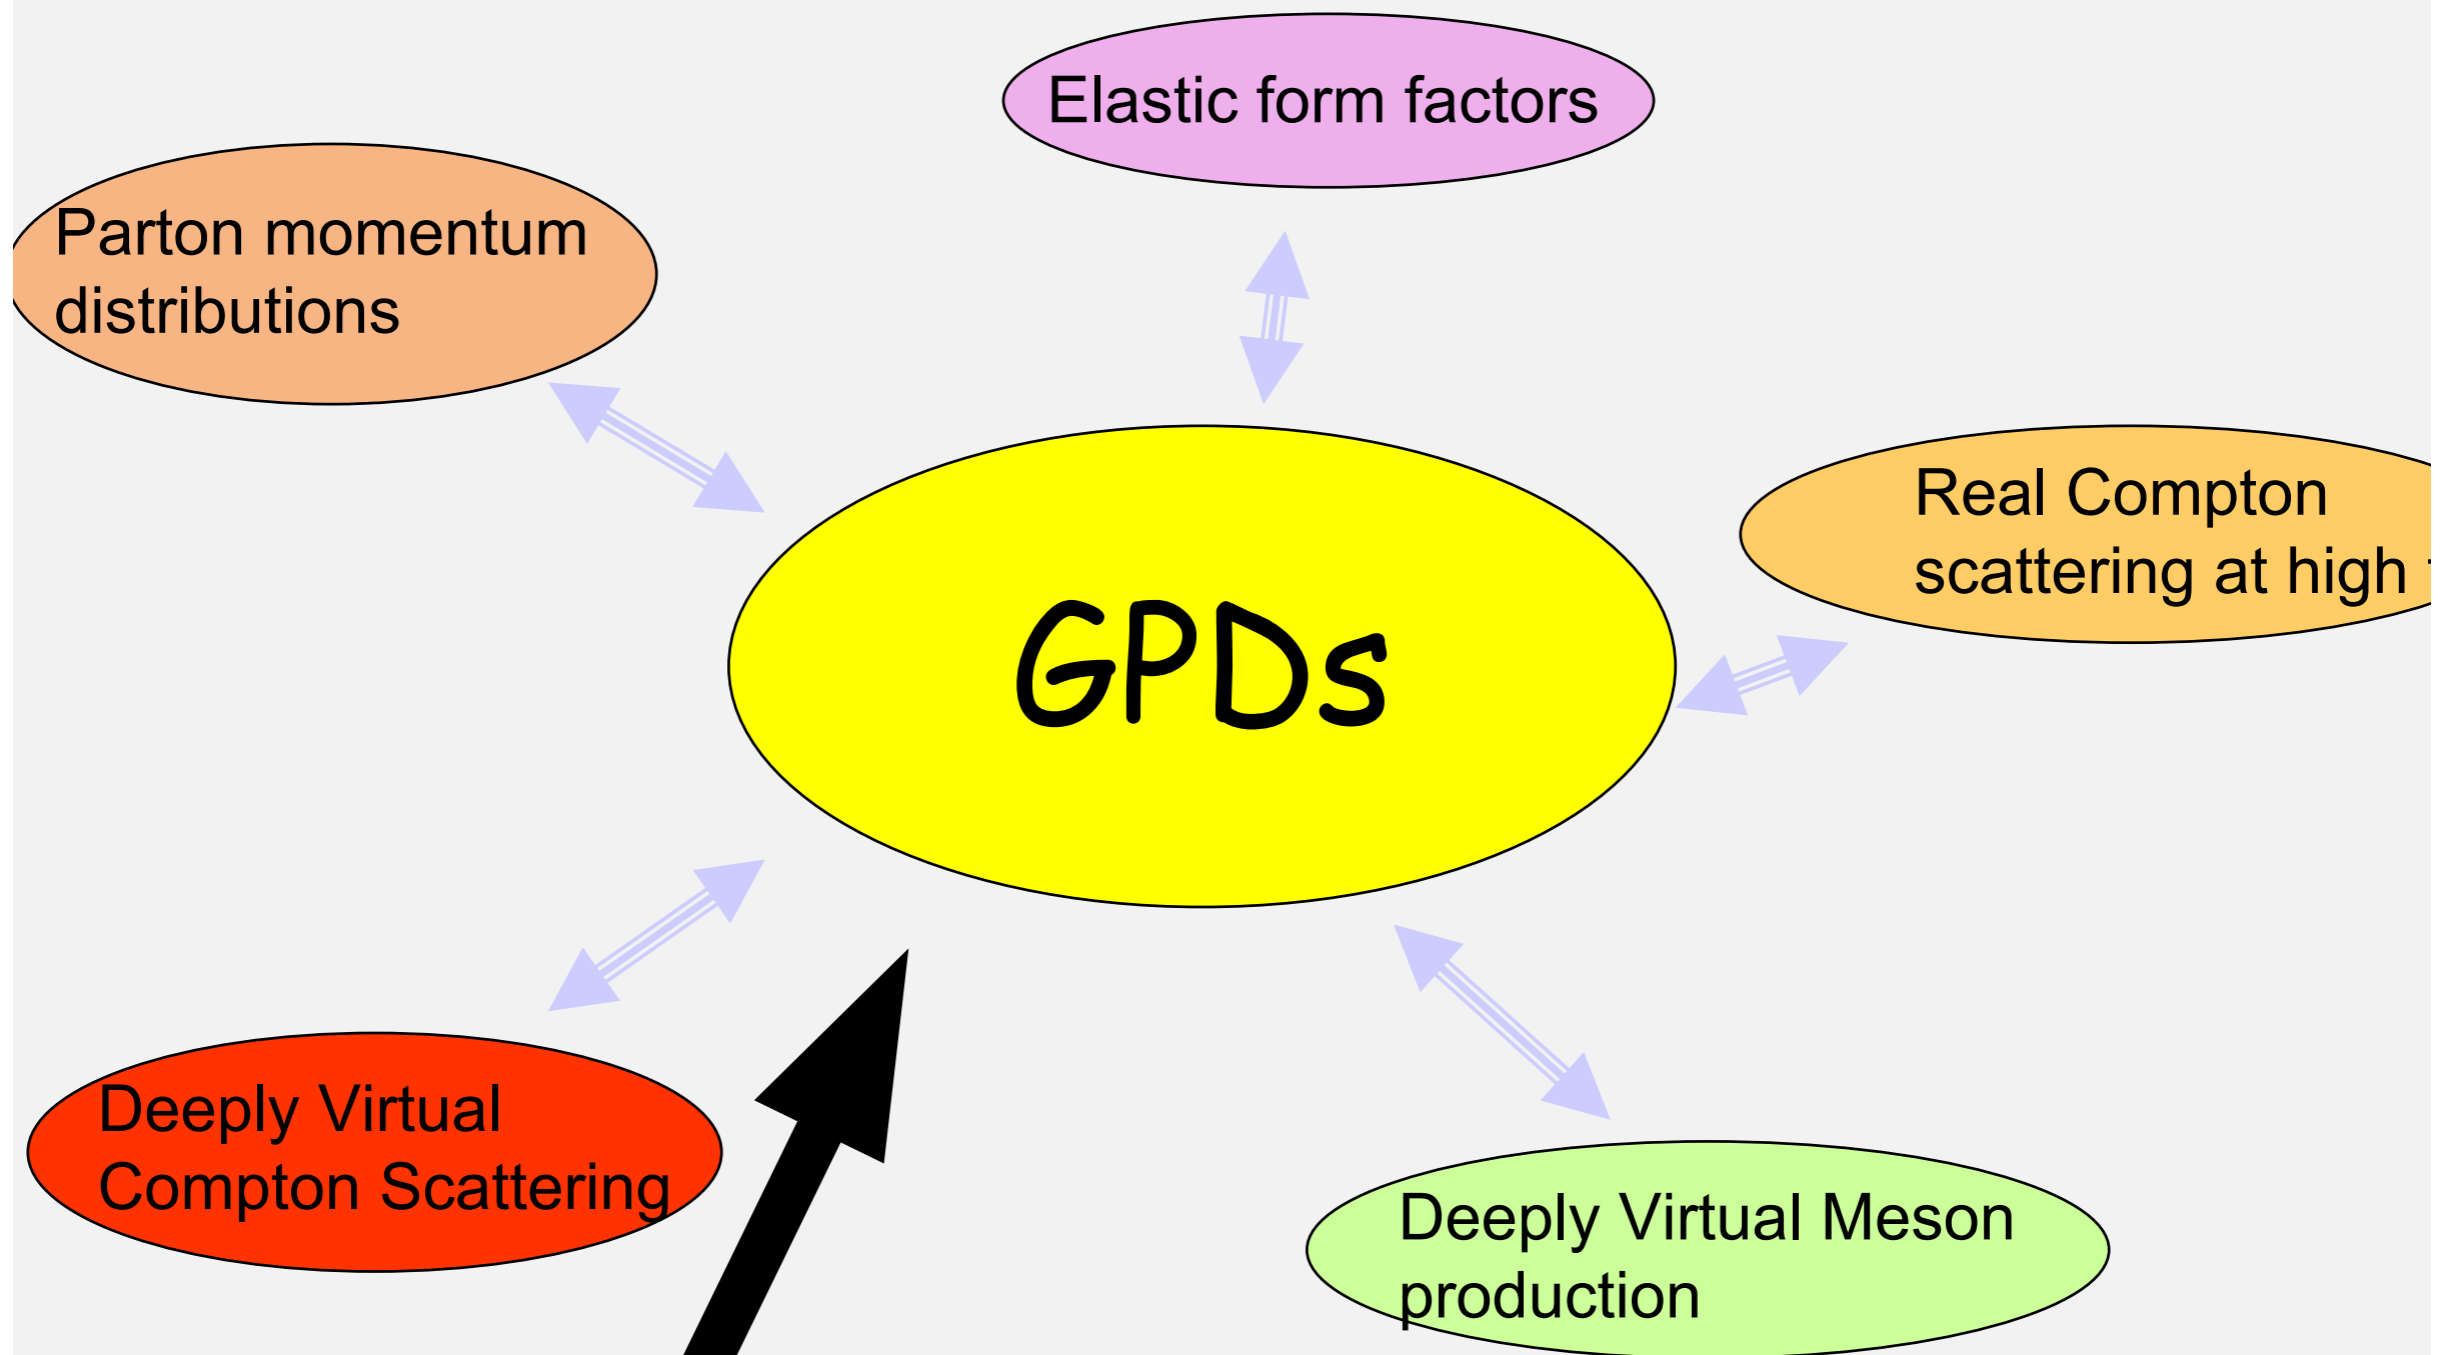 Elastic form factors
Parton momentum
distributions
Real Compton
scattering at high
GPDs
Deeply Virtual
Compton Scattering
Deeply Virtual Meson
production